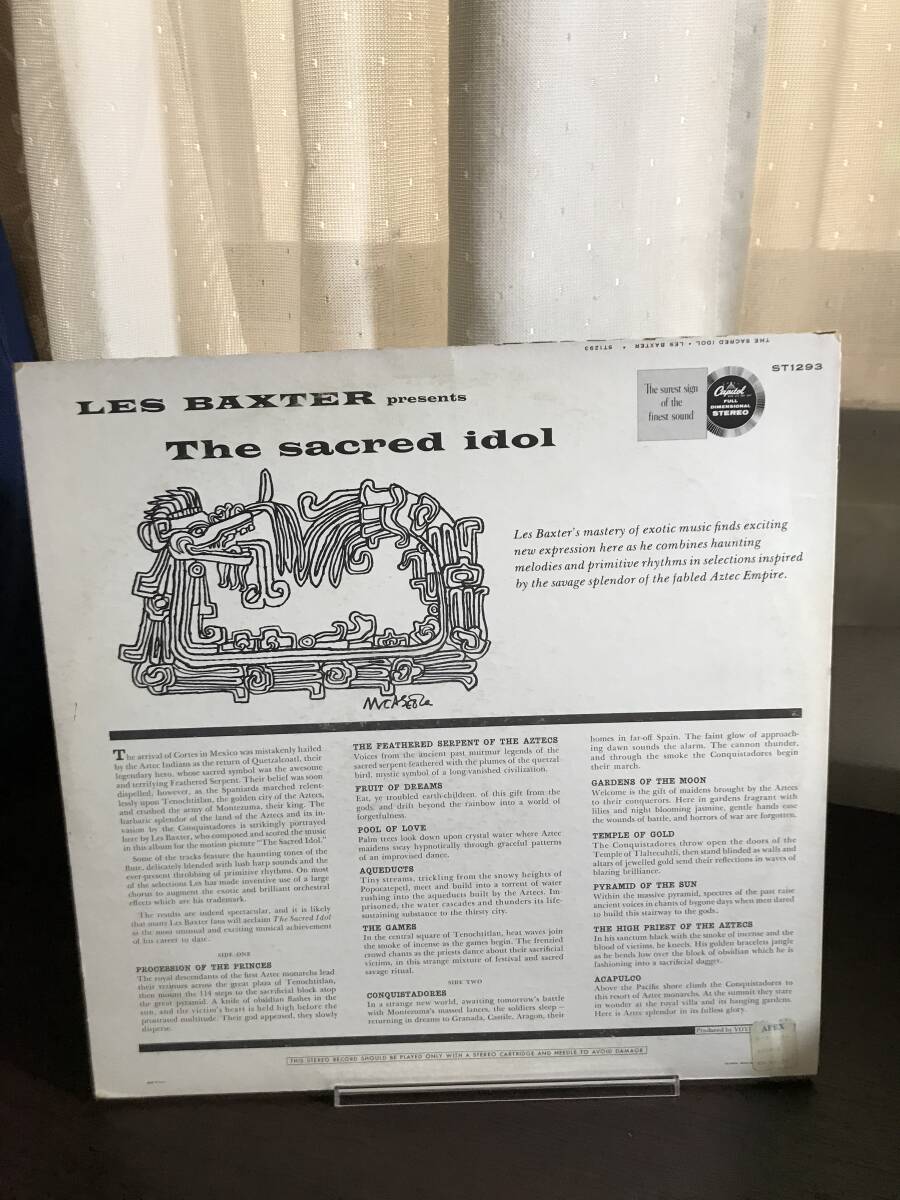 THE SACRED IDOL • LES BAXTER • ST1293
ST1293
LES BAXTER presents
The sacred idol
The surest sign
of the
finest sound
Capitol
FULL
DIMENSIONAL
STEREO
Les Baxter's mastery of exotic music finds exciting
new expression here as he combines haunting
melodies and primitive rhythms in selections inspired
by the savage splendor of the fabled Aztec Empire.
The arrival of Cortes in Mexico was mistakenly hailed
by the Aztec Indians as the return of Quetzalcoatl, their
legendary hero, whose sacred symbol was the awesome
and terrifying Feathered Serpent. Their belief was soon
dispelled, however, as the Spaniards marched relent-
lessly upon Tenochtitlan, the golden city of the Aztecs,
and crushed the army of Montezuma, their king. The
barbaric splendor of the land of the Aztecs and its in-
vasion by the Conquistadores is strikingly portrayed
here by Les Baxter, who composed and scored the music
in this album for the motion picture "The Sacred Idol."
Some of the tracks feature the haunting tones of the
flute, delicately blended with lush harp sounds and the
ever-present throbbing of primitive rhythms. On most
of the selections Les has made inventive use of a large
chorus to augment the exotic and brilliant orchestral
effects which are his trademark.
The results are indeed spectacular, and it is likely
that many Les Baxter fans will acclaim The Sacred Idol
as the most unusual and exciting musical achievement
of his career to date.
SIDE ONE
PROCESSION OF THE PRINCES
The royal descendants of the first Aztec monarchs lead
their victims across the great plaza of Tenochtitlan,
then mount the 114 steps to the sacrificial block atop
the great pyramid. A knife of obsidian flashes in the
sun, and the victim's heart is held high before the
prostrated multitude. Their god appeased, they slowly
disperse.
THE FEATHERED SERPENT OF THE AZTECS
Voices from the ancient past murmur legends of the
sacred serpent feathered with the plumes of the quetzal
bird, mystic symbol of a long-vanished civilization.
FRUIT OF DREAMS
Eat, ye troubled earth-children, of this gift from the
gods, and drift beyond the rainbow into a world of
forgetfulness.
POOL OF LOVE
Palm trees look down upon crystal water where Aztec
maidens sway hypnotically through graceful patterns
of an improvised dance.
AQUEDUCTS
Tiny streams, trickling from the snowy heights of
Popocatepetl, meet and build into a torrent of water
rushing into the aqueducts built by the Aztecs. Im-
prisoned, the water cascades and thunders its life-
sustaining substance to the thirsty city.
THE GAMES
In the central square of Tenochtitlan, heat waves join
the smoke of incense as the games begin. The frenzied
crowd chants as the priests dance about their sacrificial
victims, in this strange mixture of festival and sacred
savage ritual.
SIDE TWO
CONQUISTADORES
In a strange new world, awaiting tomorrow's battle
with Montezuma's massed lancers, the soldiers sleep—
returning in dreams to Granada, Castile, Aragon, their
homes in far-off Spain. The faint glow of approach-
ing dawn sounds the alarm. The cannon thunder,
and through the smoke the Conquistadores begin
their march.
GARDENS OF THE MOON
Welcome is the gift of maidens brought by the Aztecs
to their conquerors. Here in gardens fragrant with
lilies and night blooming jasmine, gentle hands ease
the wounds of battle, and horrors of war are forgotten.
TEMPLE OF GOLD
The Conquistadores throw open the doors of the
Temple of Tlaltecuhtli, then stand blinded as walls and
altars of jewelled gold send their reflections in waves of
blazing brilliance.
PYRAMID OF THE SUN
Within the massive pyramid, spectres of the past raise
ancient voices in chants of bygone days when men dared
to build this stairway to the gods.
THE HIGH PRIEST OF THE AZTECS
In his sanctum black with the smoke of incense and the
blood of victims, he kneels. His golden bracelets jangle
as he bends low over the block of obsidian which he is
fashioning into a sacrificial dagger.
ACAPULCO
Above the Pacific shore climb the Conquistadores to
this resort of Aztec monarchs. At the summit they stare
in wonder at the royal villa and its hanging gardens.
Here is Aztec splendor in its fullest glory.
Produced by
APEX
THIS STEREO RECORD SHOULD BE PLAYED ONLY WITH A STEREO CARTRIDGE AND NEEDLE TO AVOID DAMAGE